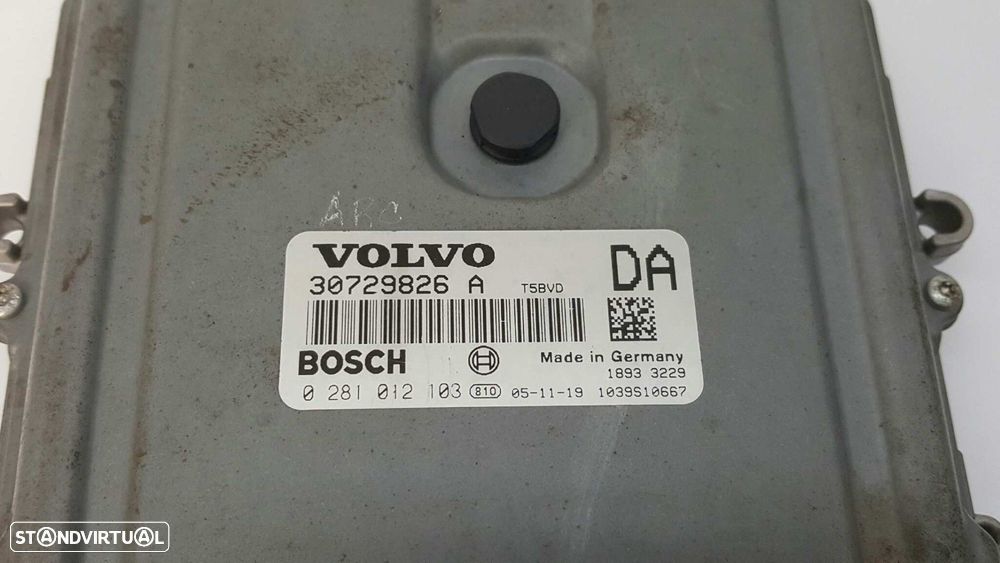 ABC
VOLVO
DA
30729826 A T5BVD
BOSCH
Made in Germany
1893 3229
0 281 012 103 810 05-11-19 1039S10667
STANDVIRTUAL